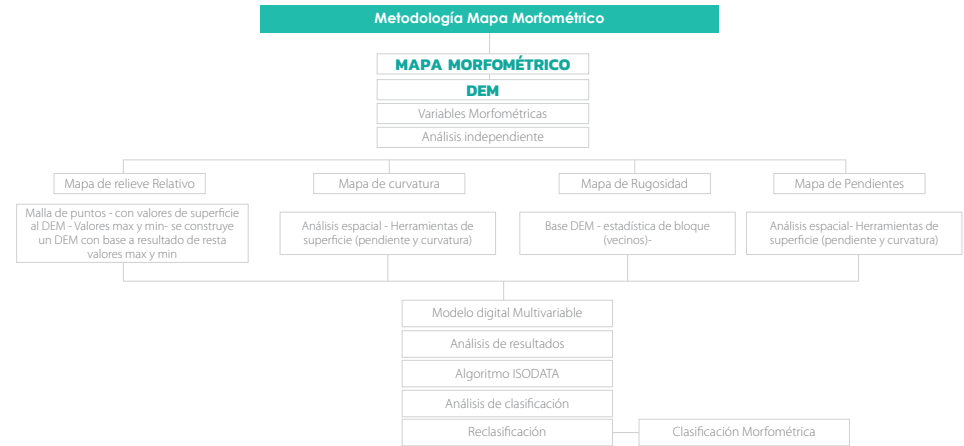 Metodología Mapa Morfométrico
MAPA MORFOMÉTRICO
DEM
Variables Morfométricas
Análisis independiente
Mapa de relieve Relativo
Mapa de curvatura
Mapa de Rugosidad
Mapa de Pendientes
Malla de puntos - con valores de superficie
al DEM - Valores max y min- se construye
un DEM con base a resultado de resta
valores max y min
Análisis espacial - Herramientas de
superficie (pendiente y curvatura)
Base DEM - estadística de bloque
(vecinos)-
Análisis espacial- Herramientas de
superficie (pendiente y curvatura)
Modelo digital Multivariable
Análisis de resultados
Algoritmo ISODATA
Análisis de clasificación
Reclasificación
Clasificación Morfométrica